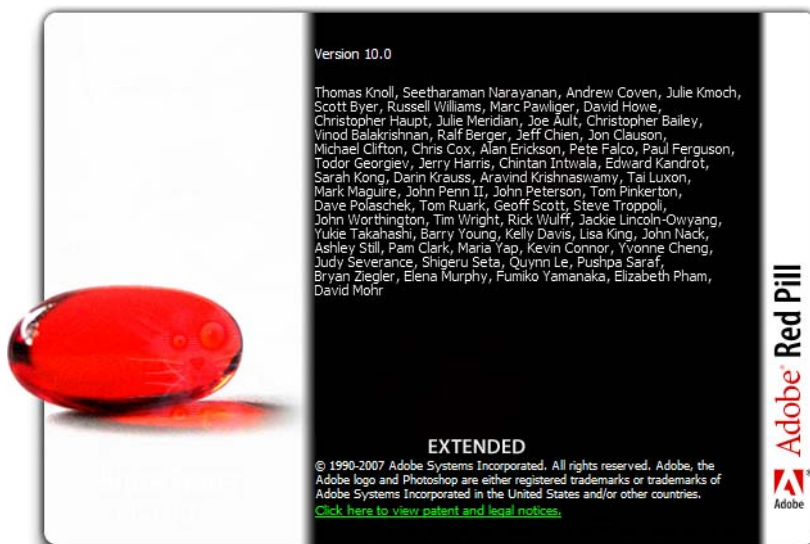 Version 10.0
Thomas Knoll, Seetharaman Narayanan, Andrew Coven, Julie Kmoch,
Scott Byer, Russell Williams, Marc Pawliger, David Howe,
Christopher Haupt, Julie Meridian, Joe Ault, Christopher Bailey,
Vinod Balakrishnan, Ralf Berger, Jeff Chien, Jon Clauson,
Michael Clifton, Chris Cox, Alan Erickson, Pete Falco, Paul Ferguson,
Todor Georgiev, Jerry Harris, Chintan Intwala, Edward Kandrot,
Sarah Kong, Darin Krauss, Aravind Krishnaswamy, Tai Luxon,
Mark Maguire, John Penn II, John Peterson, Tom Pinkerton,
Dave Polaschek, Tom Ruark, Geoff Scott, Steve Troppoli,
John Worthington, Tim Wright, Rick Wulff, Jackie Lincoln-Owyang,
Yukie Takahashi, Barry Young, Kelly Davis, Lisa King, John Nack,
Ashley Still, Pam Clark, Maria Yap, Kevin Connor, Yvonne Cheng,
Judy Severance, Shigeru Seta, Quynn Le, Pushpa Saraf,
Bryan Ziegler, Elena Murphy, Fumiko Yamanaka, Elizabeth Pham,
David Mohr
EXTENDED
© 1990-2007 Adobe Systems Incorporated. All rights reserved. Adobe, the
Adobe logo and Photoshop are either registered trademarks or trademarks of
Adobe Systems Incorporated in the United States and/or other countries.
Click here to view patent and legal notices.
Adobe® Red Pill
Adobe